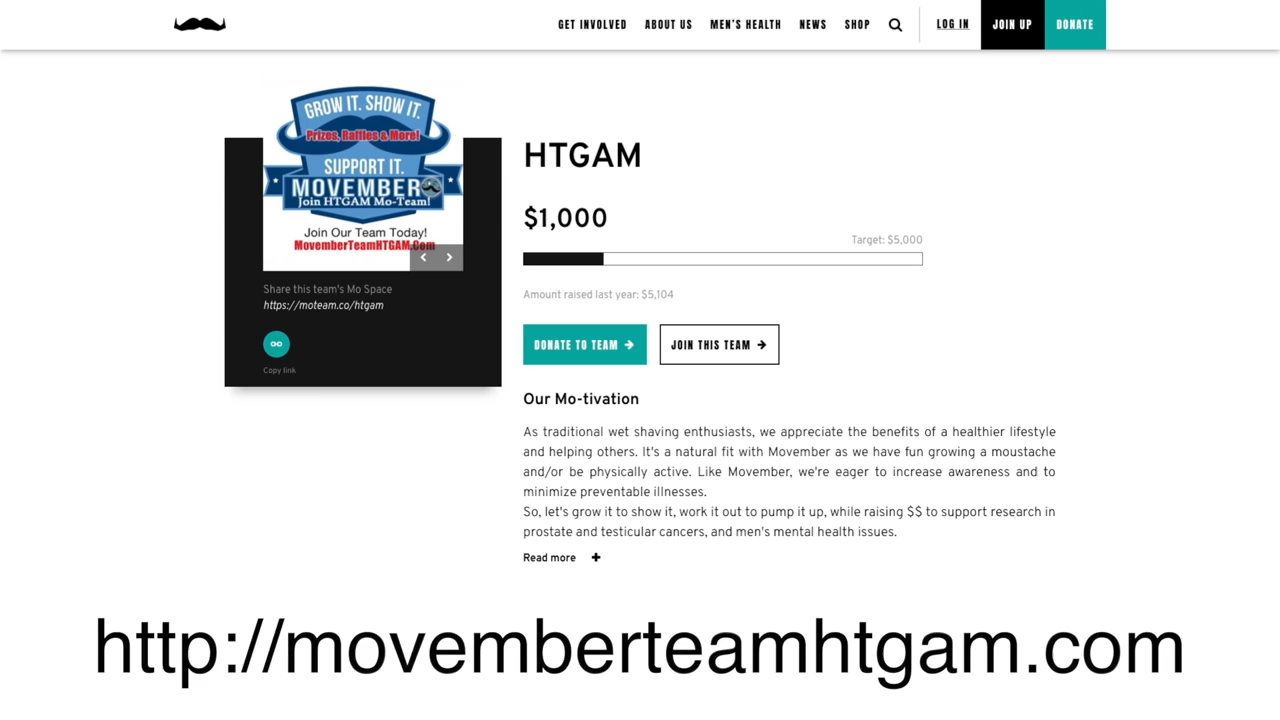 GET INVOLVED ABOUT US MEN'S HEALTH NEWS SHOP LOG IN JOIN UP DONATE
GROW IT. SHOW IT.
Prizes, Raffles & More!
SUPPORT IT.
MOVEMBER
Join HTGAM Mo-Team!
Join Our Team Today!
MovemberTeamHTGAM.Com
Share this team's Mo Space
https://moteam.co/htgam
Copy link
HTGAM
$1,000
Target: $5,000
Amount raised last year: $5,104
DONATE TO TEAM → JOIN THIS TEAM →
Our Mo-tivation
As traditional wet shaving enthusiasts, we appreciate the benefits of a healthier lifestyle
and helping others. It's a natural fit with Movember as we have fun growing a moustache
and/or be physically active. Like Movember, we're eager to increase awareness and to
minimize preventable illnesses.
So, let's grow it to show it, work it out to pump it up, while raising $$ to support research in
prostate and testicular cancers, and men's mental health issues.
Read more +
http://movemberteamhtgam.com